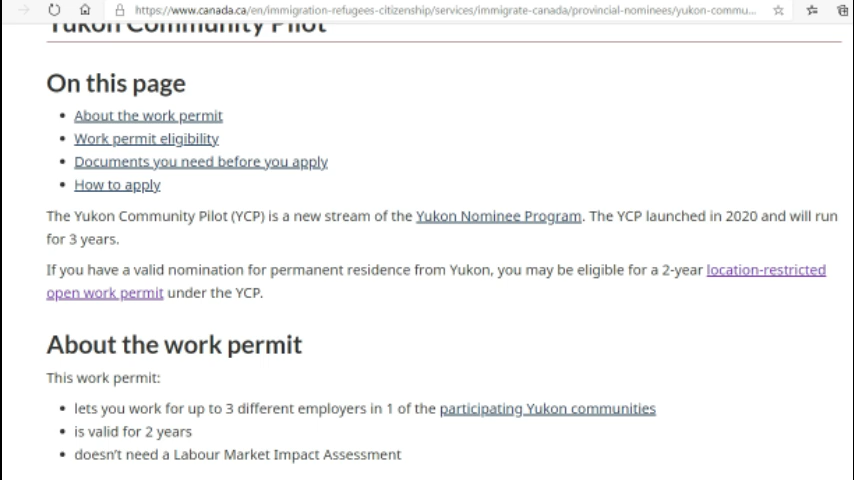 https://www.canada.ca/en/immigration-refugees-citizenship/services/immigrate-canada/provincial-nominees/yukon-commu...
Yukon Community Pilot
On this page
• About the work permit
• Work permit eligibility
• Documents you need before you apply
• How to apply
The Yukon Community Pilot (YCP) is a new stream of the Yukon Nominee Program. The YCP launched in 2020 and will run
for 3 years.
If you have a valid nomination for permanent residence from Yukon, you may be eligible for a 2-year location-restricted
open work permit under the YCP.
About the work permit
This work permit:
• lets you work for up to 3 different employers in 1 of the participating Yukon communities
• is valid for 2 years
• doesn't need a Labour Market Impact Assessment